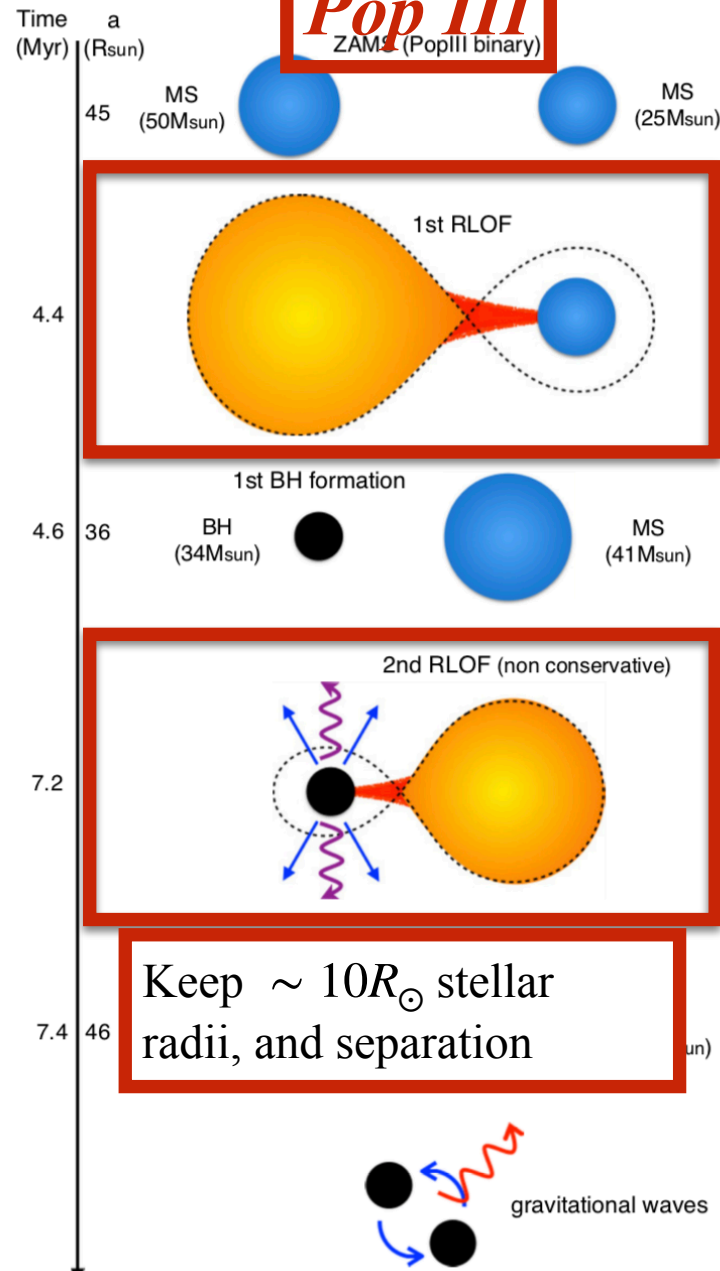 Pop III
Time a
(Myr) (Rsun)
ZAMS (PopIII binary)
45
MS
(50Msun)
MS
(25Msun)
1st RLOF
4.4
1st BH formation
4.6 36
BH
(34Msun)
MS
(41Msun)
2nd RLOF (non conservative)
7.2
Keep ∼ 10R⊙ stellar
radii, and separation
7.4 46
un)
gravitational waves